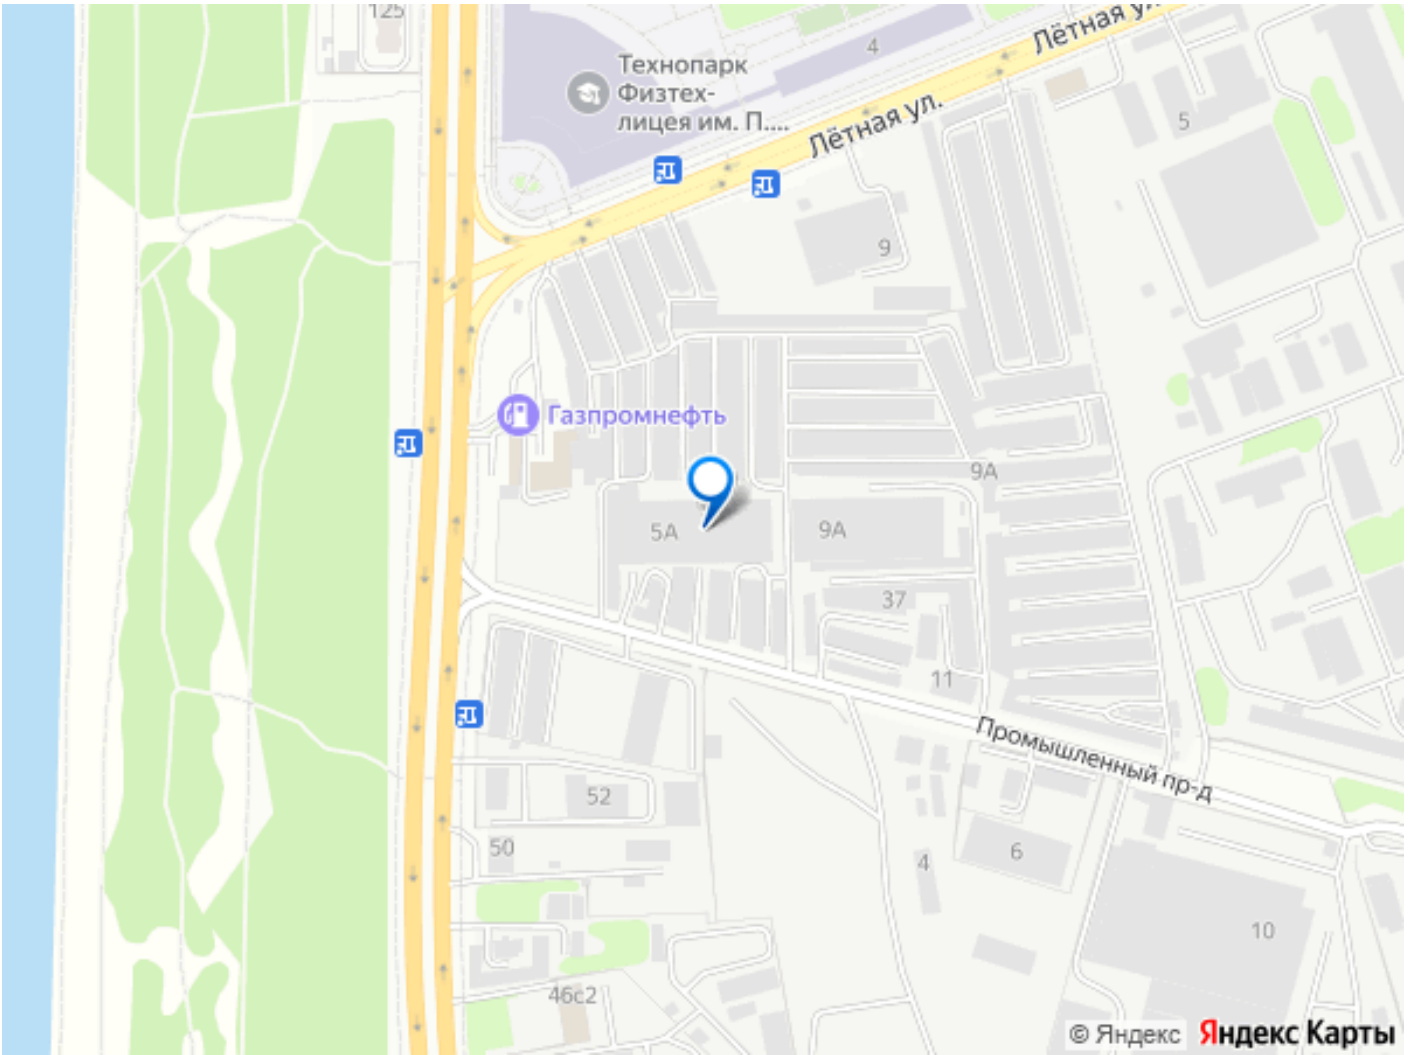 125
4
Лётная ул.
Технопарк
Физтех-
лицея им. П....
Лётная ул.
5
9
Газпромнефть
9А
5А
9А
37
11
Промышленный пр-д
52
50
6
4
10
46с2
© Яндекс Яндекс Карты